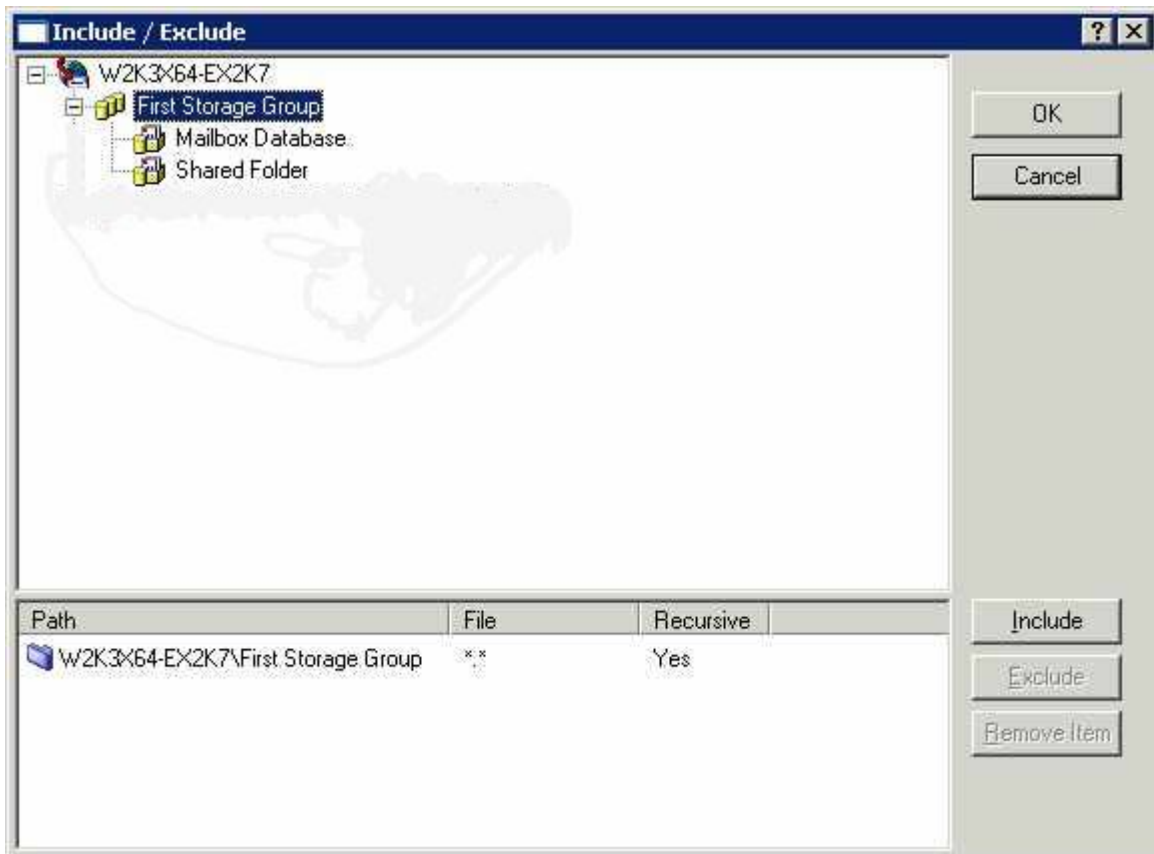 Include / Exclude
W2K3X64-EX2K7
First Storage Group
Mailbox Database
Shared Folder
OK
Cancel
Path File Recursive
W2K3X64-EX2K7\First Storage Group *.* Yes
Include
Exclude
Remove Item